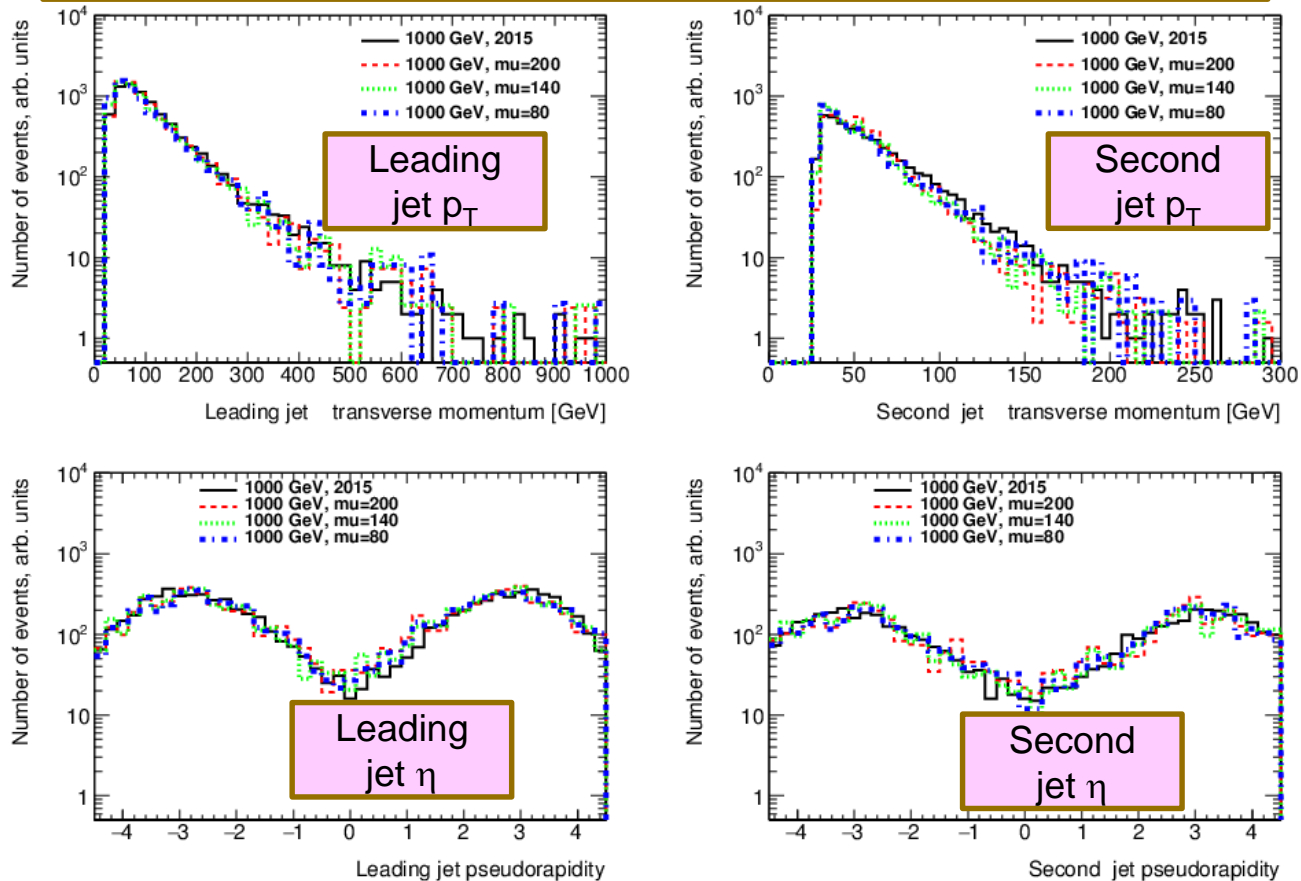 Number of events, arb. units
10⁴
10³
10²
10
1
1000 GeV, 2015
1000 GeV, mu=200
1000 GeV, mu=140
1000 GeV, mu=80
Leading
jet pT
0 100 200 300 400 500 600 700 800 900 1000
Leading jet transverse momentum [GeV]
Number of events, arb. units
10⁴
10³
10²
10
1
1000 GeV, 2015
1000 GeV, mu=200
1000 GeV, mu=140
1000 GeV, mu=80
Second
jet pT
0 50 100 150 200 250 300
Second jet transverse momentum [GeV]
Number of events, arb. units
10⁴
10³
10²
10
1
1000 GeV, 2015
1000 GeV, mu=200
1000 GeV, mu=140
1000 GeV, mu=80
Leading
jet η
−4 −3 −2 −1 0 1 2 3 4
Leading jet pseudorapidity
Number of events, arb. units
10⁴
10³
10²
10
1
1000 GeV, 2015
1000 GeV, mu=200
1000 GeV, mu=140
1000 GeV, mu=80
Second
jet η
−4 −3 −2 −1 0 1 2 3 4
Second jet pseudorapidity